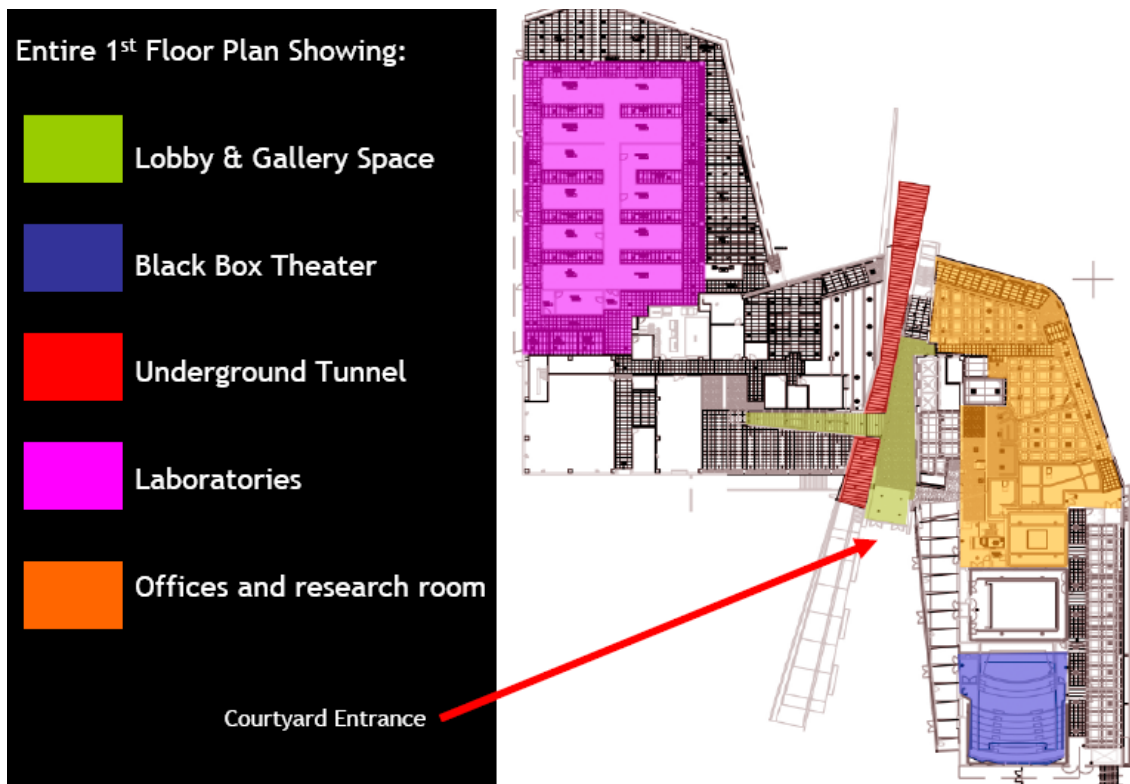 Entire 1st Floor Plan Showing:
Lobby & Gallery Space
Black Box Theater
Underground Tunnel
Laboratories
Offices and research room
Courtyard Entrance